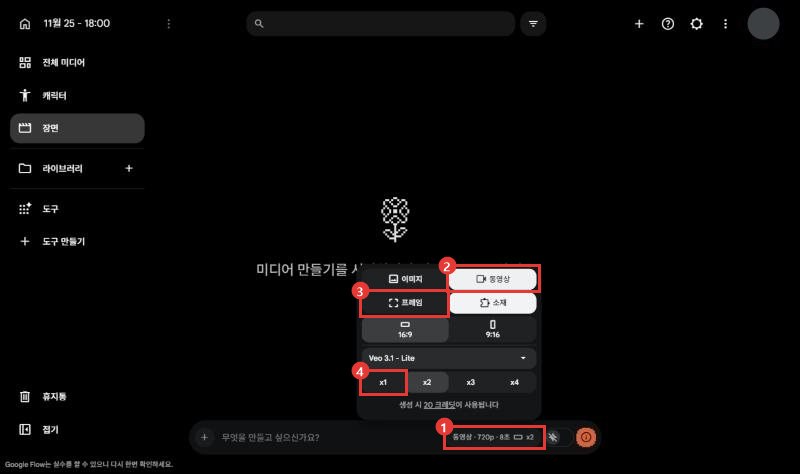 11월 25 - 18:00
전체 미디어
캐릭터
장면
라이브러리
도구
도구 만들기
미디어 만들기를 시
2
이미지
동영상
3
프레임
소재
16:9
9:16
Veo 3.1 - Lite
4
x1
x2
x3
x4
생성 시 20 크레딧이 사용됩니다
1
무엇을 만들고 싶으신가요?
동영상 · 720p · 8초
x2
휴지통
접기
Google Flow는 실수를 할 수 있으니 다시 한번 확인하세요.